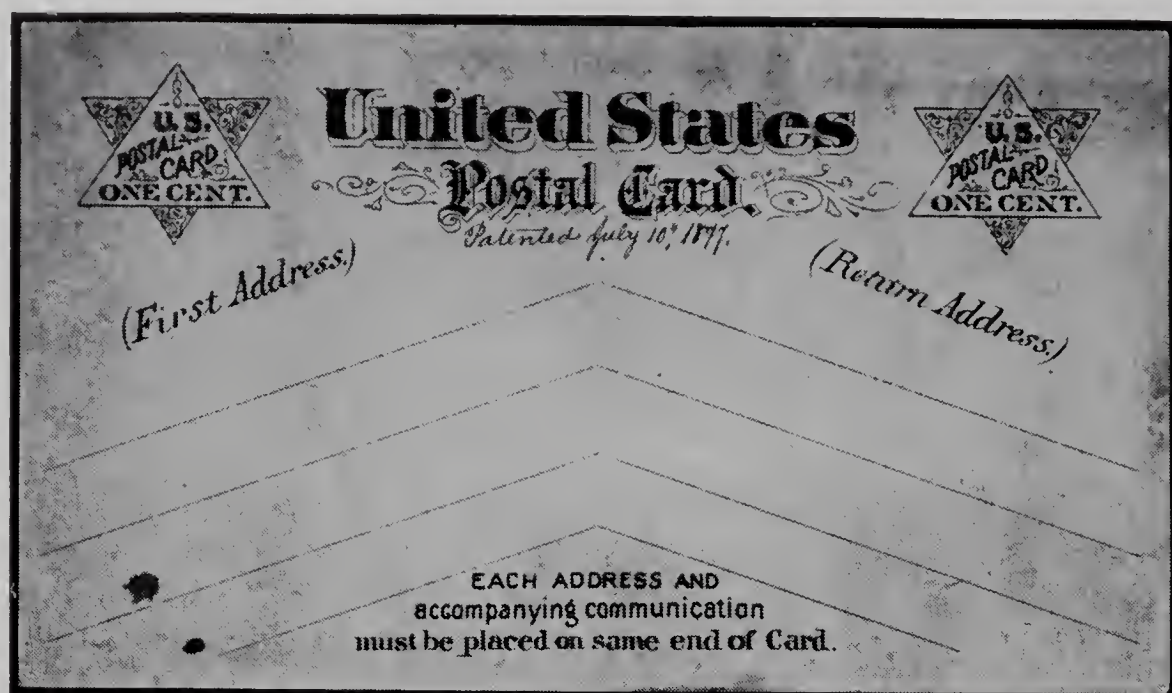 U. S.
POSTAL
CARD
ONE CENT.
United States
Postal Card.
Patented July 10th, 1877.
U. S.
POSTAL
CARD
ONE CENT.
(First Address.)
(Return Address.)
EACH ADDRESS AND
accompanying communication
must be placed on same end of Card.